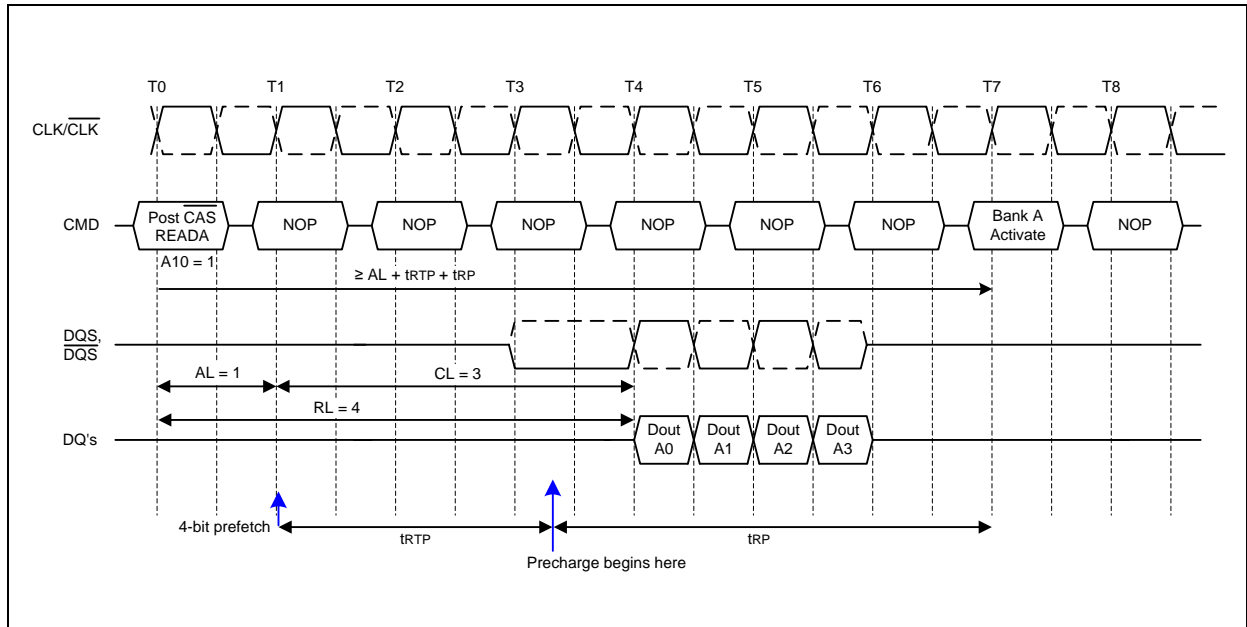 T0 T1 T2 T3 T4 T5 T6 T7 T8
CLK/CLK
CMD
Post CAS
READA
NOP NOP NOP NOP NOP NOP
Bank A
Activate
NOP
A10 = 1
≥ AL + tRTP + tRP
DQS,
DQS
AL = 1
CL = 3
RL = 4
DQ's
Dout
A0
Dout
A1
Dout
A2
Dout
A3
4-bit prefetch
tRTP
tRP
Precharge begins here